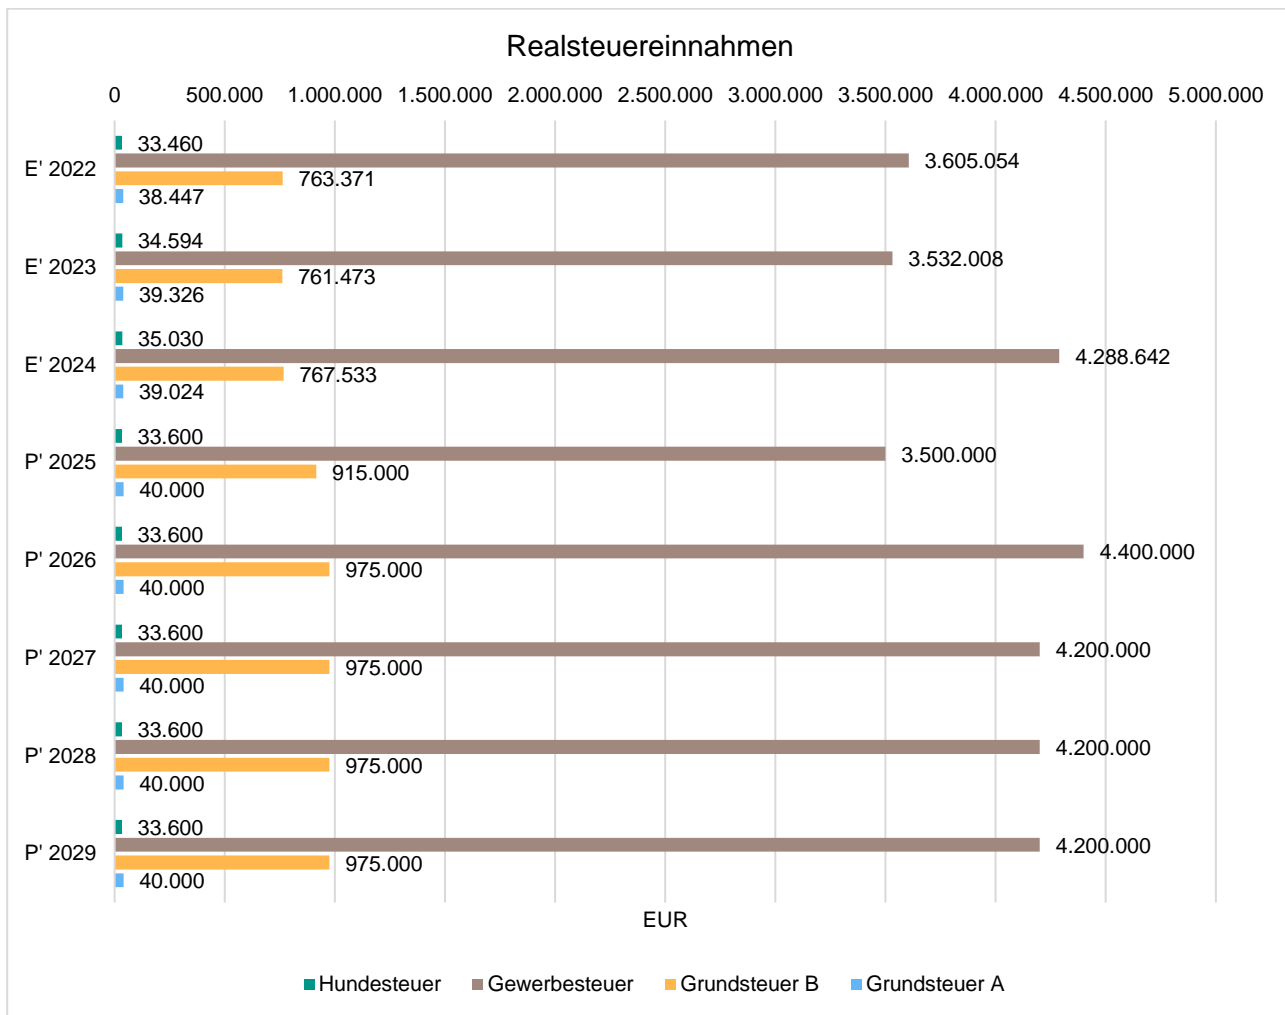 Realsteuereinnahmen
0 500.000 1.000.000 1.500.000 2.000.000 2.500.000 3.000.000 3.500.000 4.000.000 4.500.000 5.000.000
33.460
E' 2022 3.605.054
763.371
38.447
34.594
E' 2023 3.532.008
761.473
39.326
35.030
E' 2024 4.288.642
767.533
39.024
33.600
P' 2025 3.500.000
915.000
40.000
33.600
P' 2026 4.400.000
975.000
40.000
33.600
P' 2027 4.200.000
975.000
40.000
33.600
P' 2028 4.200.000
975.000
40.000
33.600
P' 2029 4.200.000
975.000
40.000
EUR
Hundesteuer Gewerbesteuer Grundsteuer B Grundsteuer A